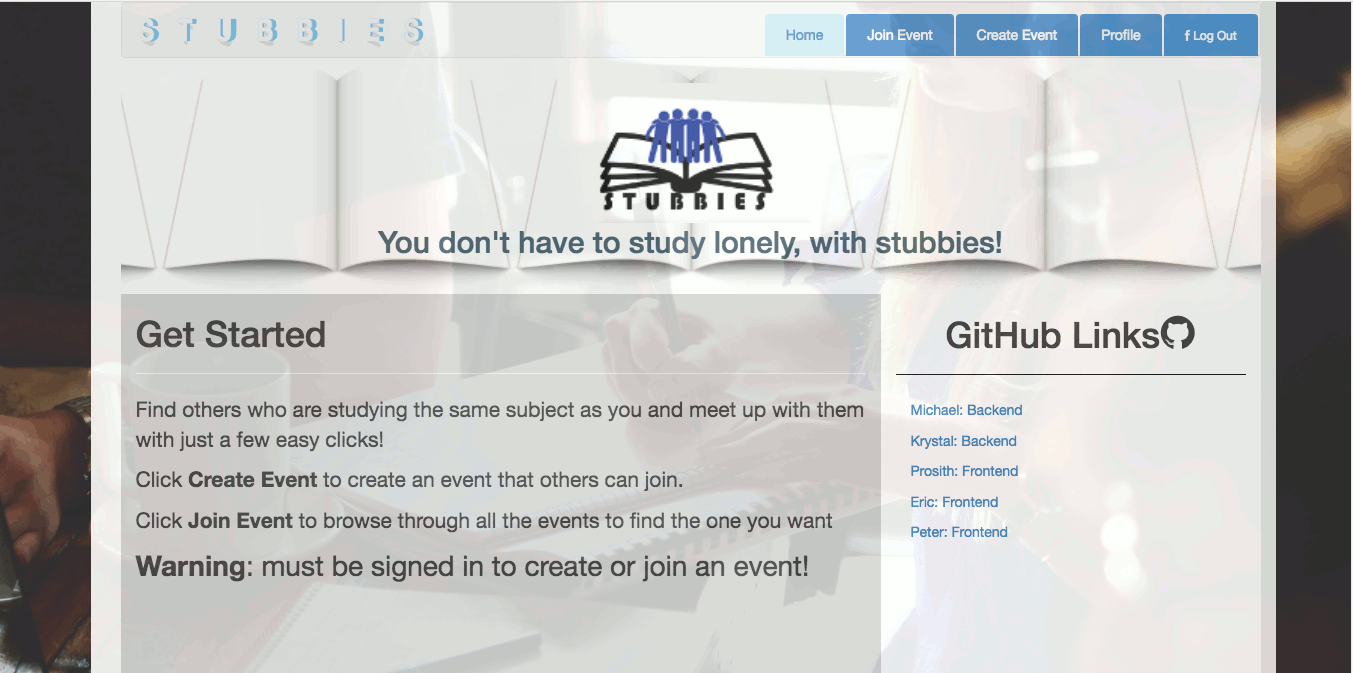 STUBBIES
Home
Join Event
Create Event
Profile
f Log Out
STUBBIES
You don't have to study lonely, with stubbies!
Get Started
Find others who are studying the same subject as you and meet up with them
with just a few easy clicks!
Click Create Event to create an event that others can join.
Click Join Event to browse through all the events to find the one you want
Warning: must be signed in to create or join an event!
GitHub Links
Michael: Backend
Krystal: Backend
Prosith: Frontend
Eric: Frontend
Peter: Frontend